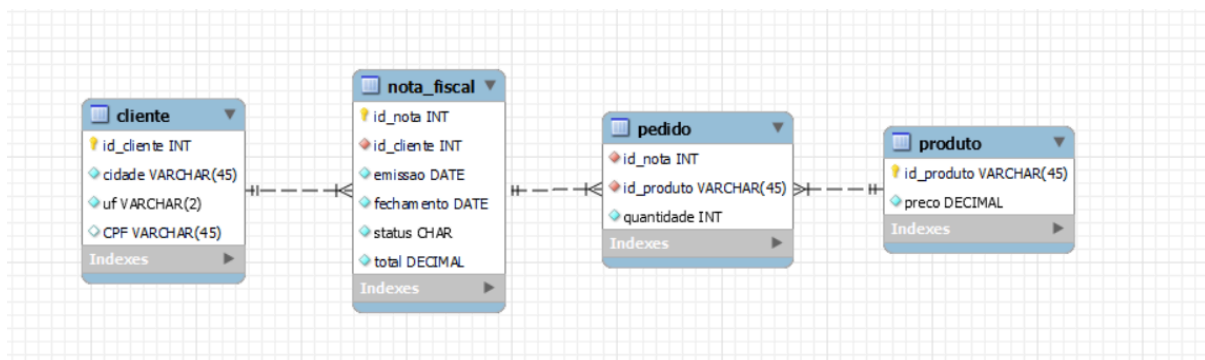 cliente
id_cliente INT
cidade VARCHAR(45)
uf VARCHAR(2)
CPF VARCHAR(45)
Indexes
nota_fiscal
id_nota INT
id_cliente INT
emissao DATE
fechamento DATE
status CHAR
total DECIMAL
Indexes
pedido
id_nota INT
id_produto VARCHAR(45)
quantidade INT
Indexes
produto
id_produto VARCHAR(45)
preco DECIMAL
Indexes